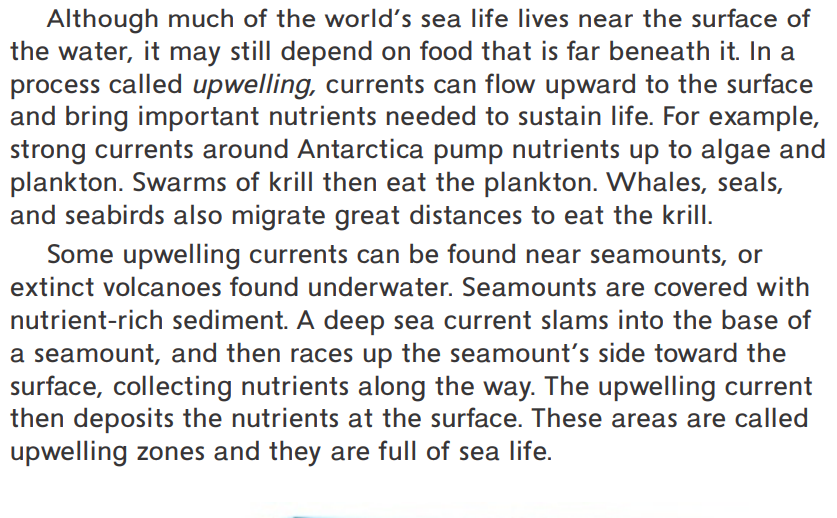 Although much of the world's sea life lives near the surface of
the water, it may still depend on food that is far beneath it. In a
process called upwelling, currents can flow upward to the surface
and bring important nutrients needed to sustain life. For example,
strong currents around Antarctica pump nutrients up to algae and
plankton. Swarms of krill then eat the plankton. Whales, seals,
and seabirds also migrate great distances to eat the krill.
Some upwelling currents can be found near seamounts, or
extinct volcanoes found underwater. Seamounts are covered with
nutrient-rich sediment. A deep sea current slams into the base of
a seamount, and then races up the seamount's side toward the
surface, collecting nutrients along the way. The upwelling current
then deposits the nutrients at the surface. These areas are called
upwelling zones and they are full of sea life.